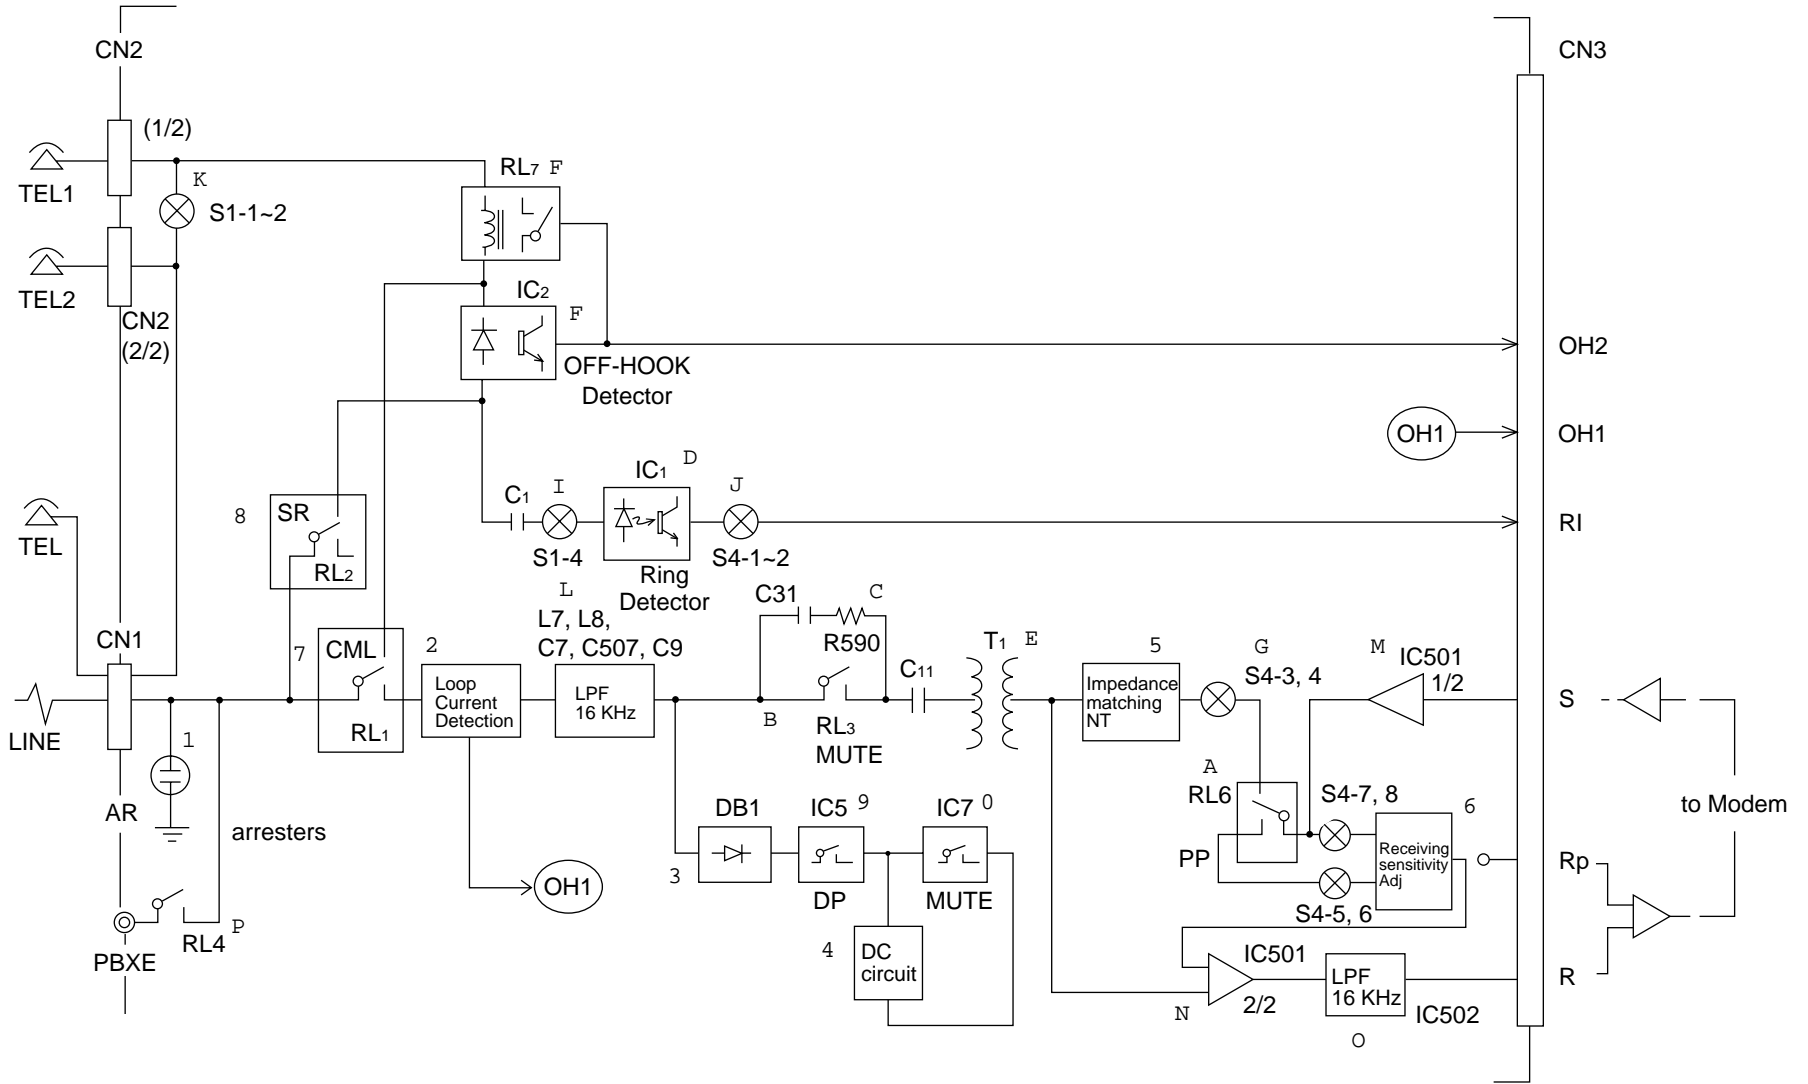 CN2
CN3
(1/2)
TEL1
K
S1-1~2
RL7 F
TEL2
CN2
(2/2)
IC2
F
OFF-HOOK
Detector
OH2
OH1
OH1
IC1
D
C1
I
J
8
SR
RL2
TEL
S1-4
S4-1~2
RI
Ring
Detector
L
L7, L8,
C7, C507, C9
C31
C
R590
CN1
7
CML
RL1
2
Loop
Current
Detection
LPF
16 KHz
B
RL3
MUTE
C11
T1
E
5
Impedance
matching
NT
G
S4-3, 4
M
IC501
1/2
S
LINE
1
AR
arresters
A
RL6
S4-7, 8
6
to Modem
DB1
IC5
9
IC7
0
3
DP
MUTE
OH1
PP
Receiving
sensitivity
Adj
S4-5, 6
Rp
RL4
P
PBXE
4
DC
circuit
IC501
2/2
N
LPF
16 KHz
IC502
O
R